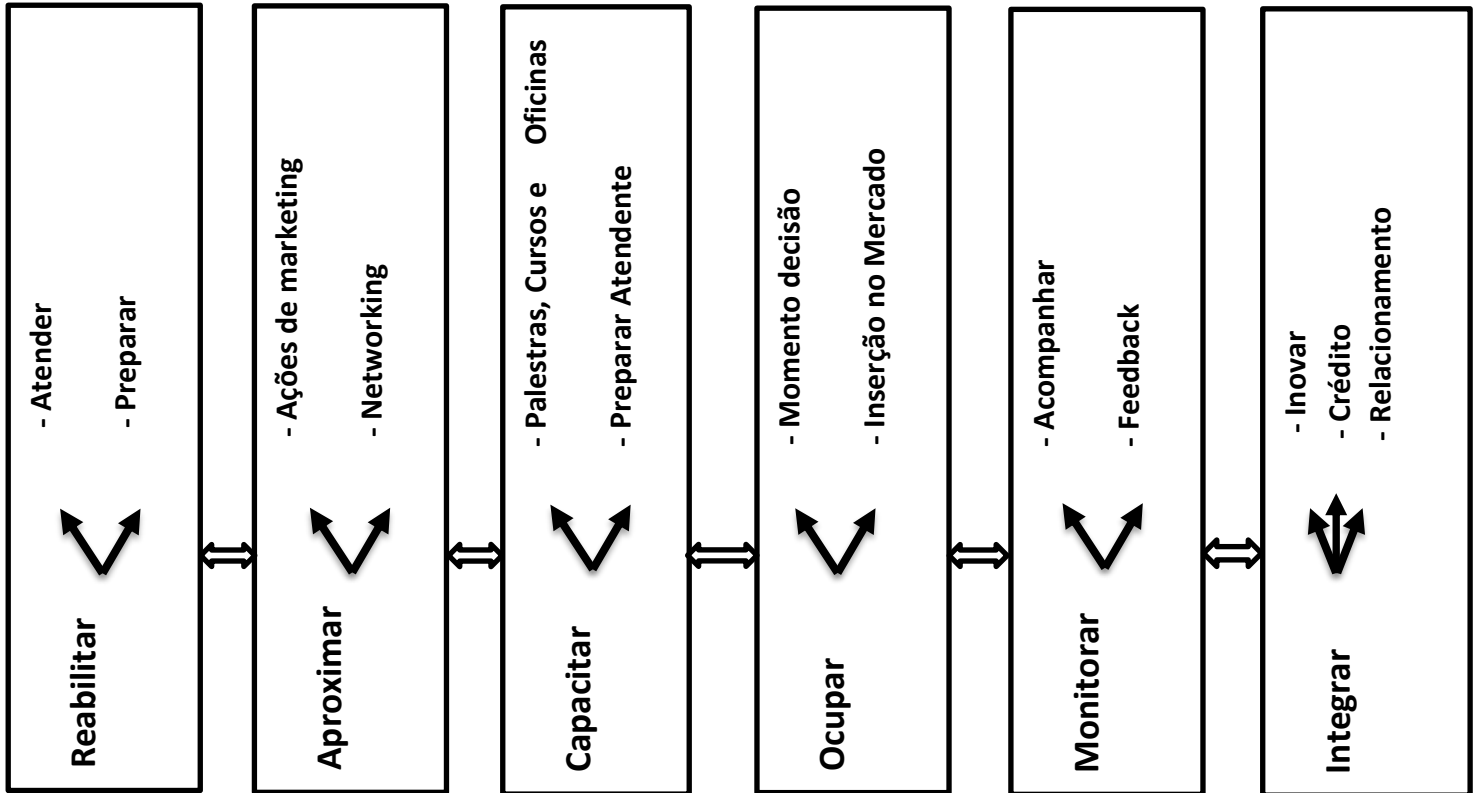 Reabilitar
- Atender
- Preparar
Aproximar
- Ações de marketing
- Networking
Capacitar
- Palestras, Cursos e Oficinas
- Preparar Atendente
Ocupar
- Momento decisão
- Inserção no Mercado
Monitorar
- Acompanhar
- Feedback
Integrar
- Inovar
- Crédito
- Relacionamento